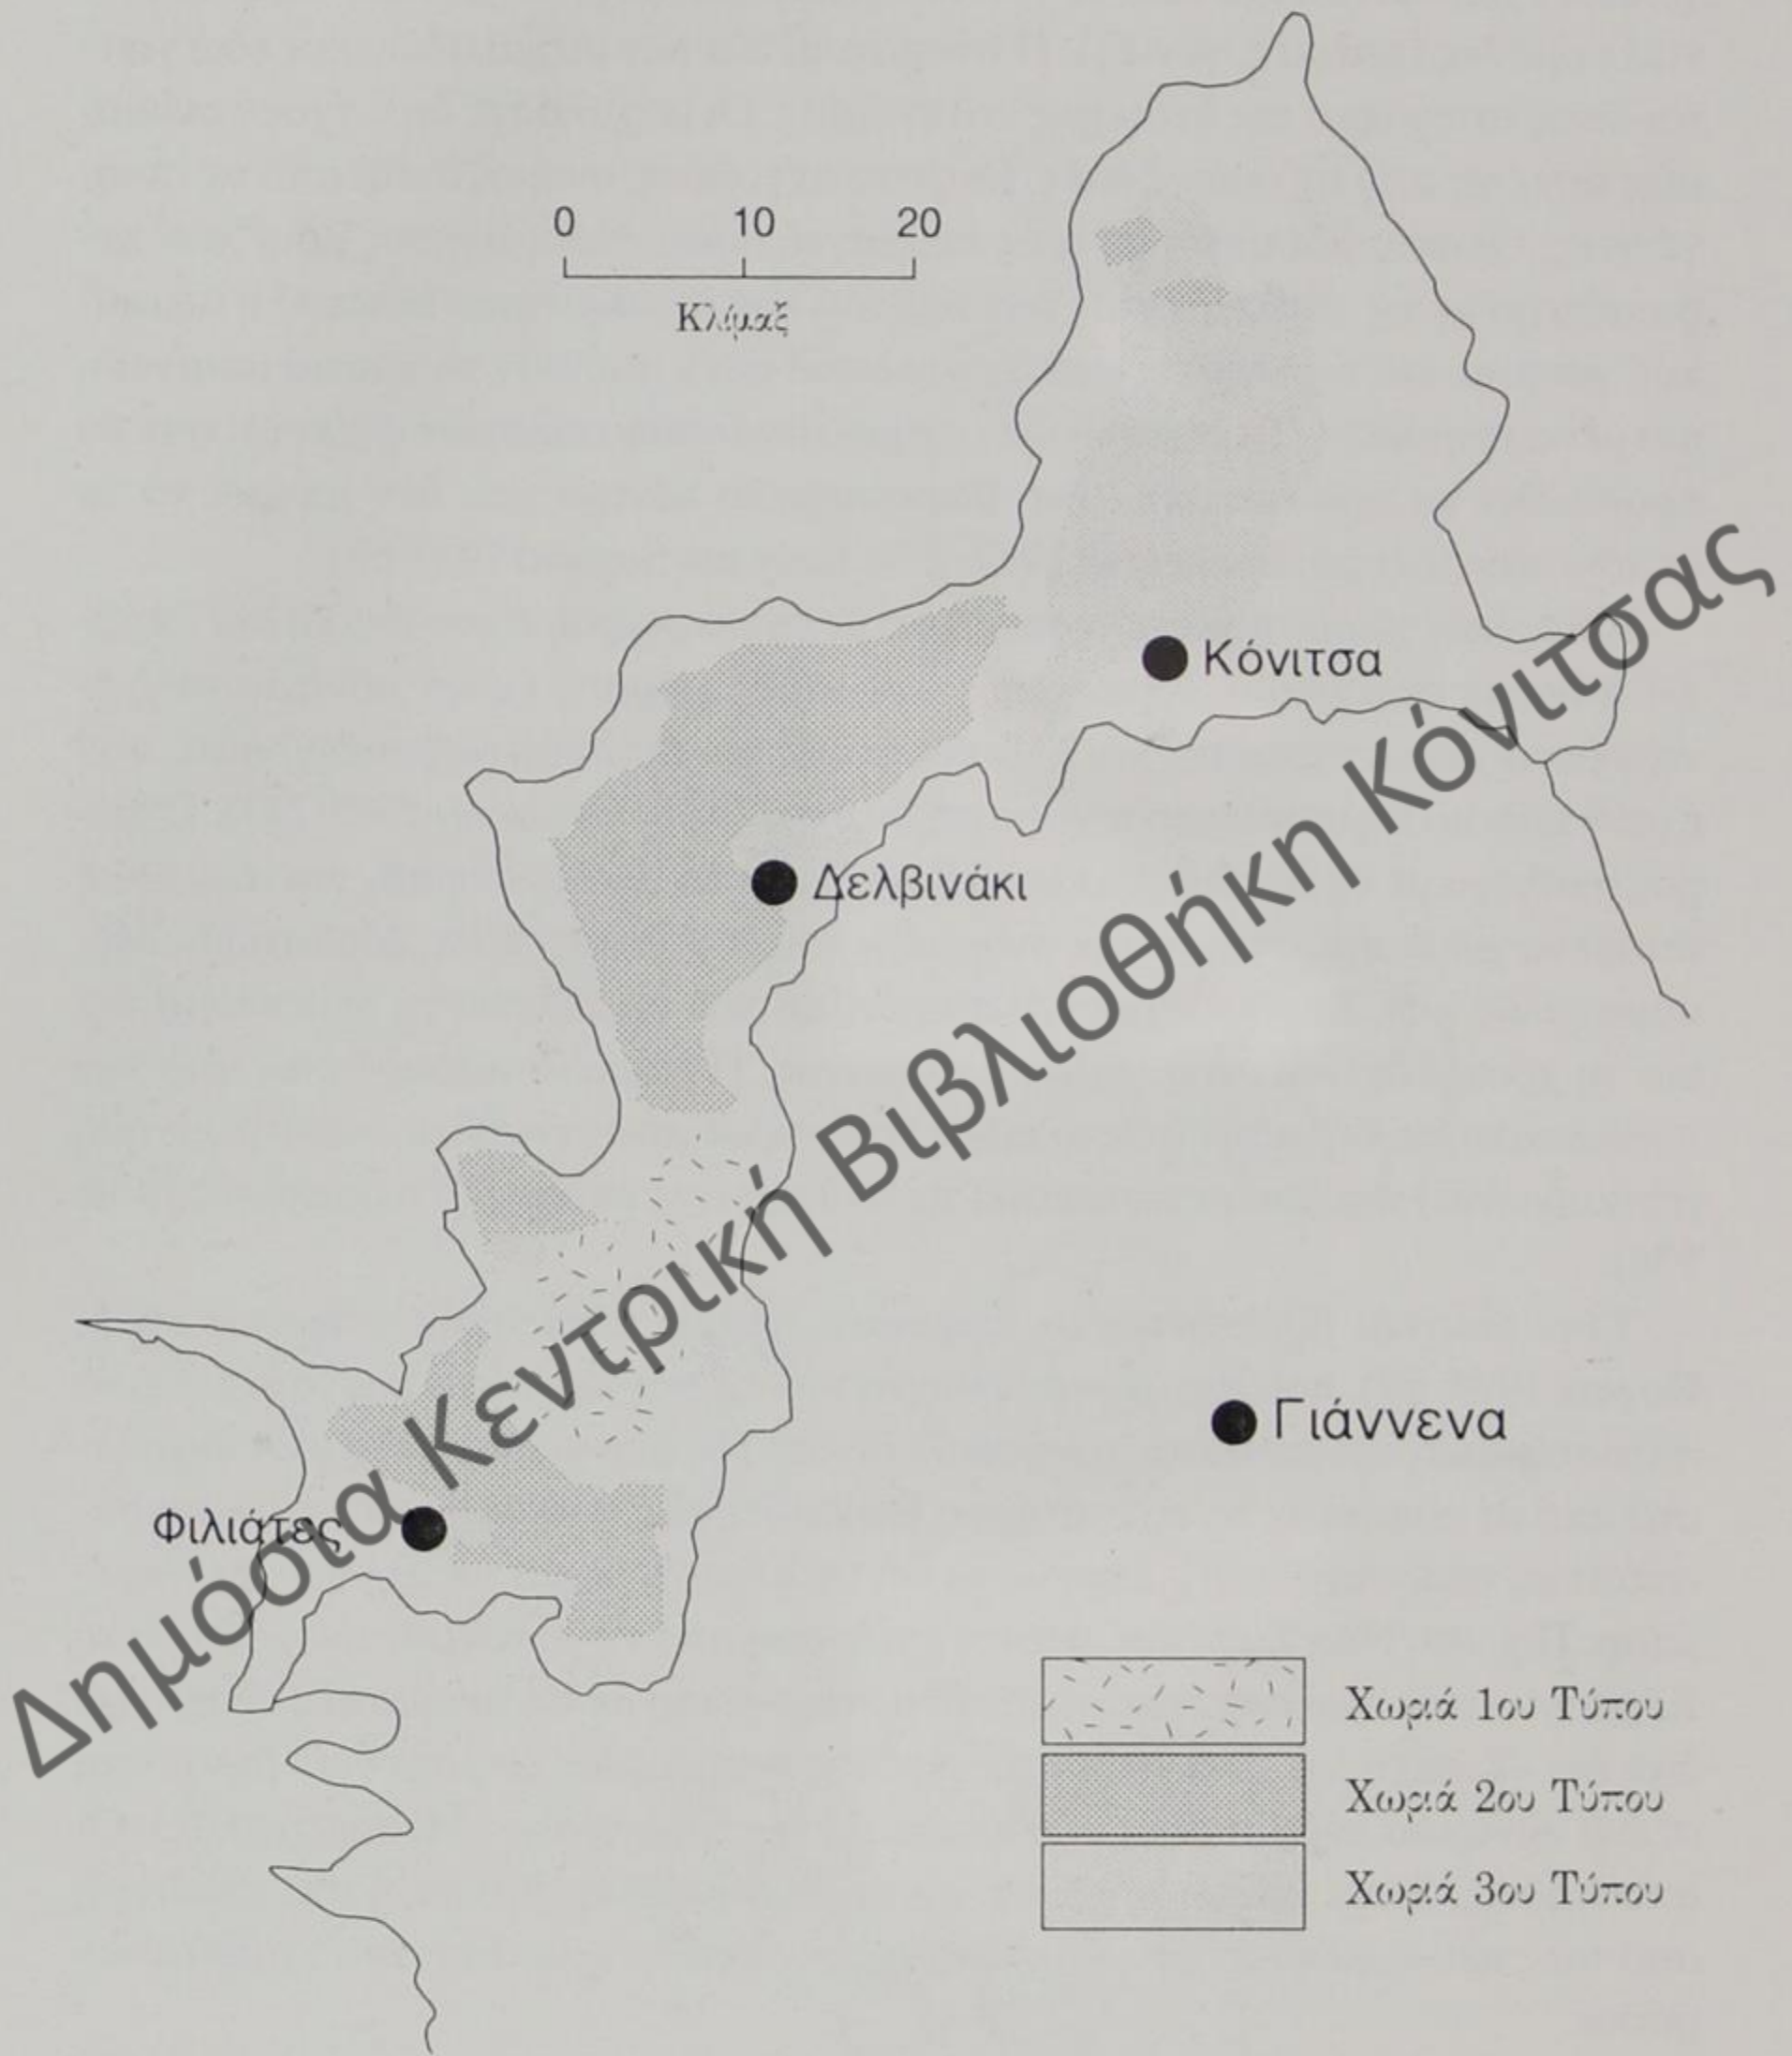 0 10 20
Κλίμαξ
Κόνιτσα
Δελβινάκι
Γιάννενα
Φιλιάτες
Χωριά 1ου Τύπου
Χωριά 2ου Τύπου
Χωριά 3ου Τύπου
Δημόσια Κεντρική Βιβλιοθήκη Κόνιτσας